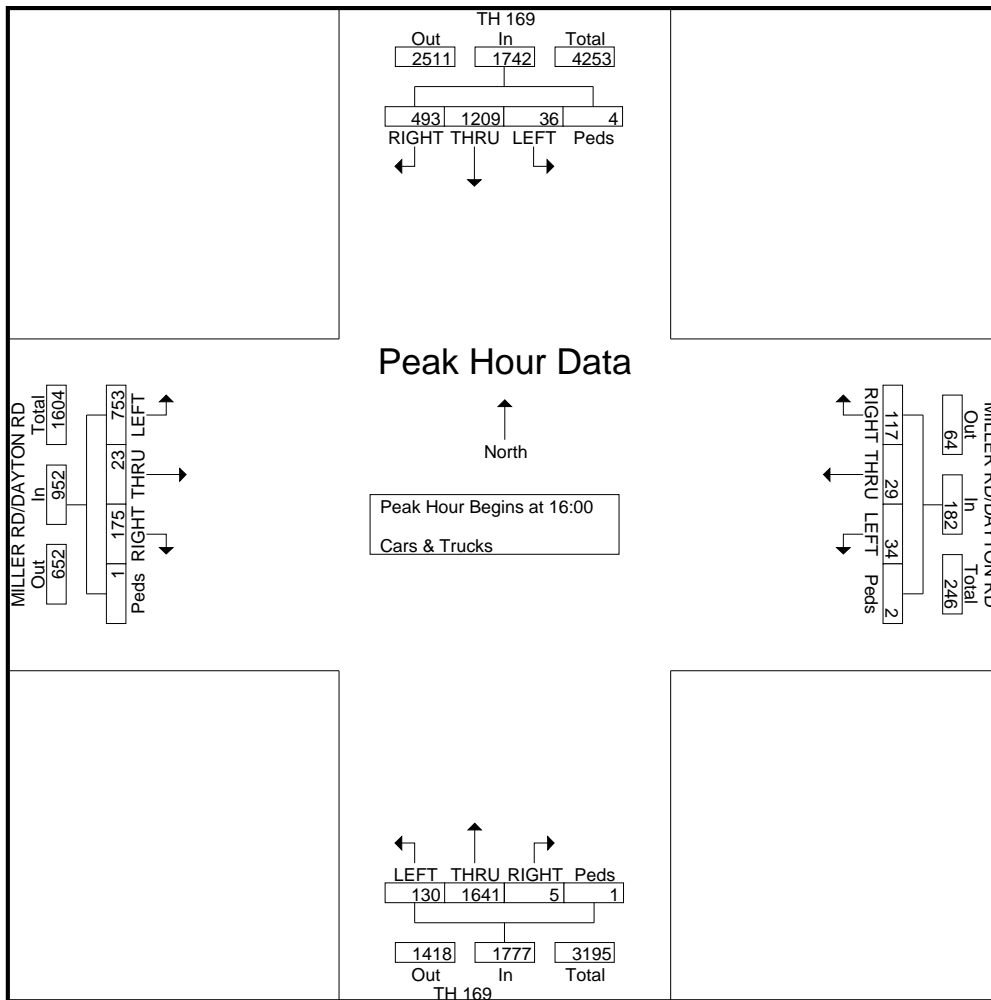 TH 169
Out In Total
2511 1742 4253
493 1209 36 4
RIGHT THRU LEFT Peds
Peak Hour Data
North
Peak Hour Begins at 16:00
Cars & Trucks
MILLER RD/DAYTON RD
Out In Total
652 952 1604
1 175 23 753
Peds RIGHT THRU LEFT
MILLER RD/DAYTON RD
Out In Total
64 182 246
117 29 34 2
RIGHT THRU LEFT Peds
LEFT THRU RIGHT Peds
130 1641 5 1
1418 1777 3195
Out In Total
TH 169